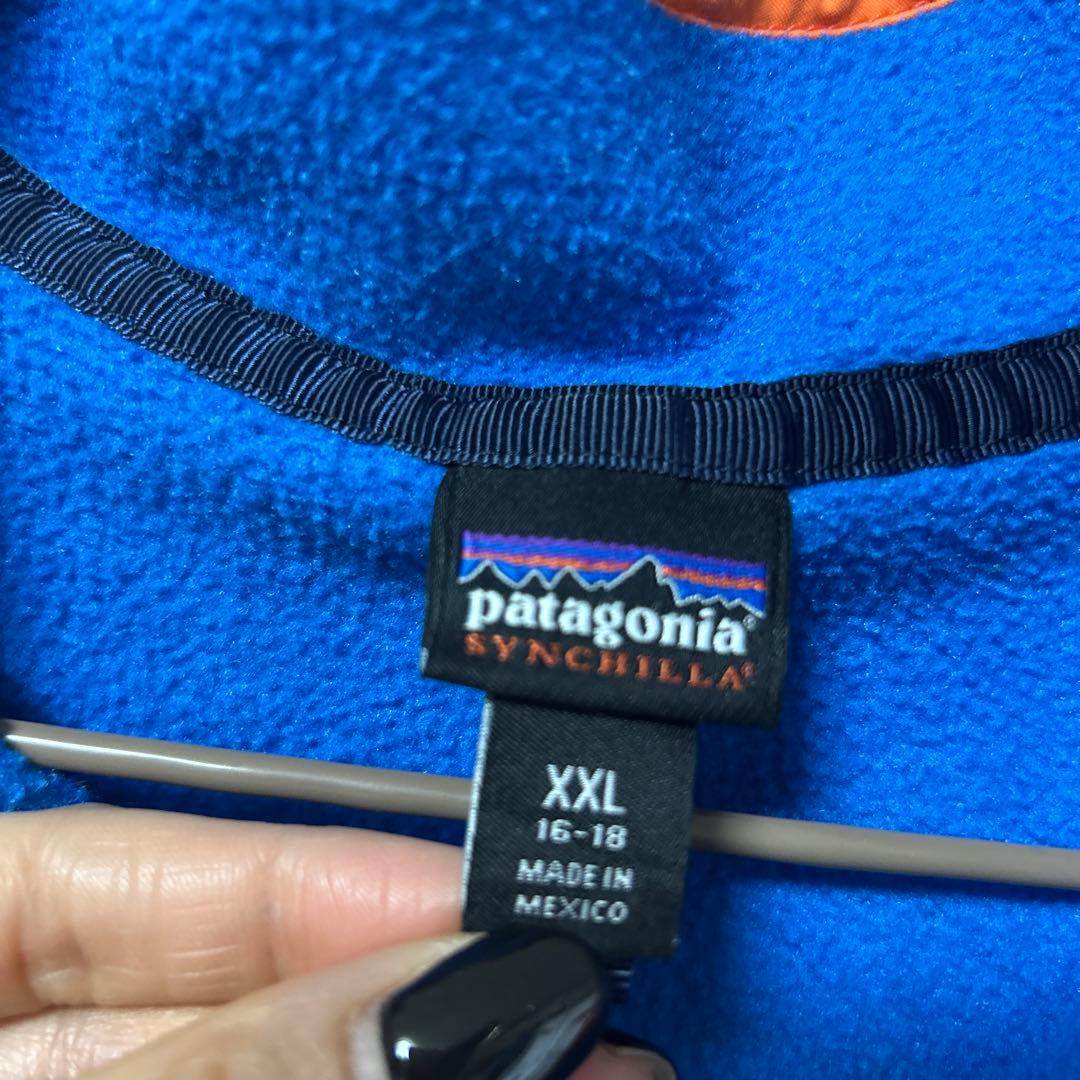 patagonia®
SYNCHILLA®
XXL
16-18
MADE IN
MEXICO